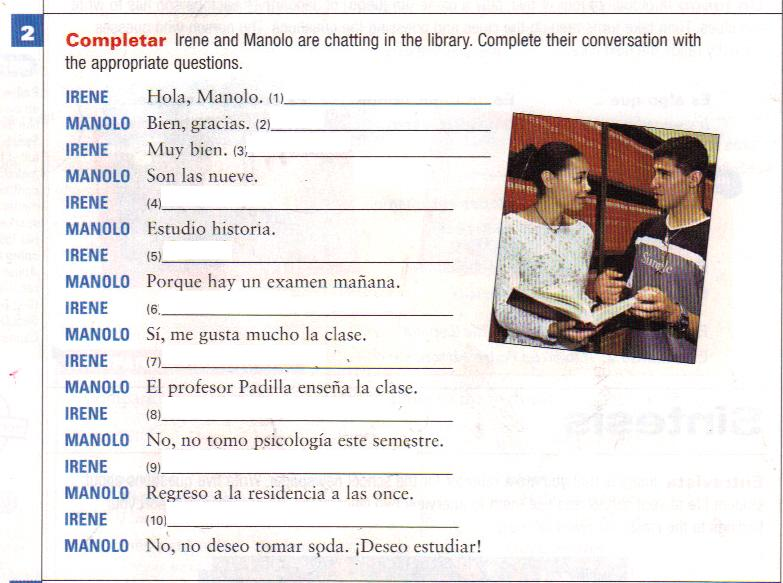 2
Completar Irene and Manolo are chatting in the library. Complete their conversation with
the appropriate questions.
IRENE Hola, Manolo. (1)
MANOLO Bien, gracias. (2)
IRENE Muy bien. (3)
MANOLO Son las nueve.
IRENE (4)
MANOLO Estudio historia.
IRENE (5)
MANOLO Porque hay un examen mañana.
IRENE (6
MANOLO Sí, me gusta mucho la clase.
IRENE (7)
MANOLO El profesor Padilla enseña la clase.
IRENE (8)
MANOLO No, no tomo psicología este semestre.
IRENE (9)
MANOLO Regreso a la residencia a las once.
IRENE (10)
MANOLO No, no deseo tomar soda. ¡Deseo estudiar!
Síntesis
Entrevista